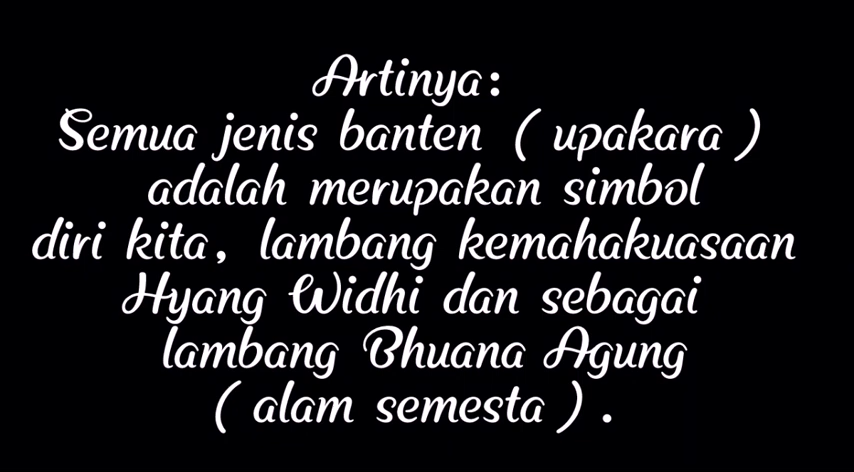 Artinya:
Semua jenis banten ( upakara )
adalah merupakan simbol
diri kita, lambang kemahakuasaan
Hyang Widhi dan sebagai
lambang Bhuana Agung
( alam semesta ) .